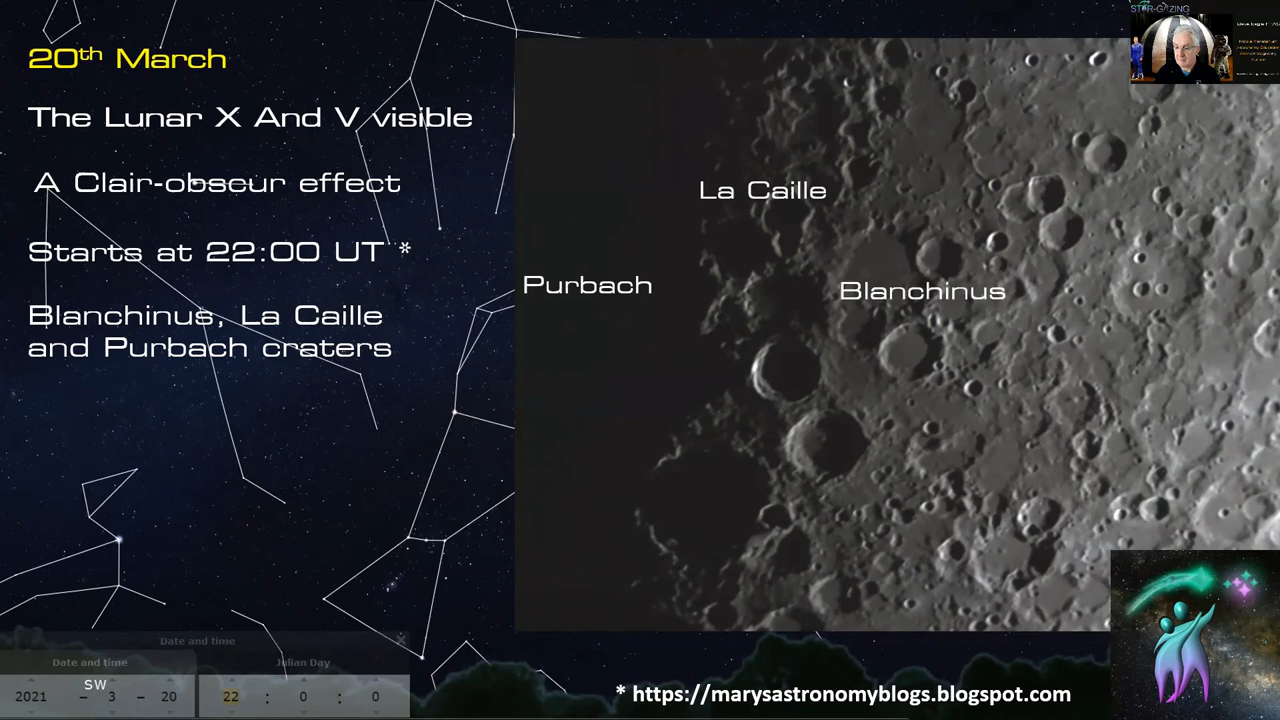 20th March
The Lunar X And V visible
A Clair-obscur effect
Starts at 22:00 UT *
Blanchinus, La Caille
and Purbach craters
La Caille
Purbach
Blanchinus
STAR-GAZING
Date and time
Date and time
Julian Day
2021 - 3 - 20
22 : 0 : 0
SW
* https://marysastronomyblogs.blogspot.com